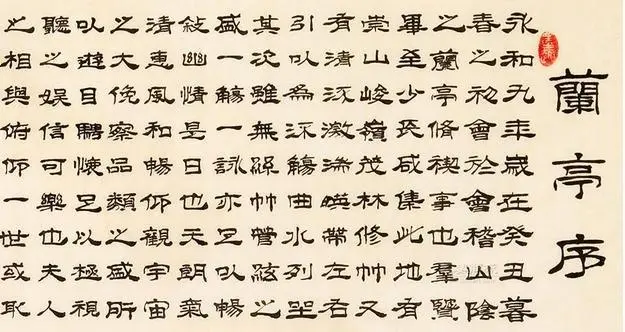 蘭亭序
永和九年歲在癸丑暮
春之初會於會稽山陰
之蘭亭脩禊事也羣賢
畢至少長咸集此地有
崇山峻嶺茂林修竹又
有清流激湍暎帶左右
引以為流觴曲水列坐
其次雖無絲竹管絃之
盛一觴一詠亦足以暢
敍幽情是日也天朗氣
清惠風和暢仰觀宇宙
之大俛察品類之盛所
以遊目騁懷足以極視
聽之娛信可樂也夫人
之相與俯仰一世或取